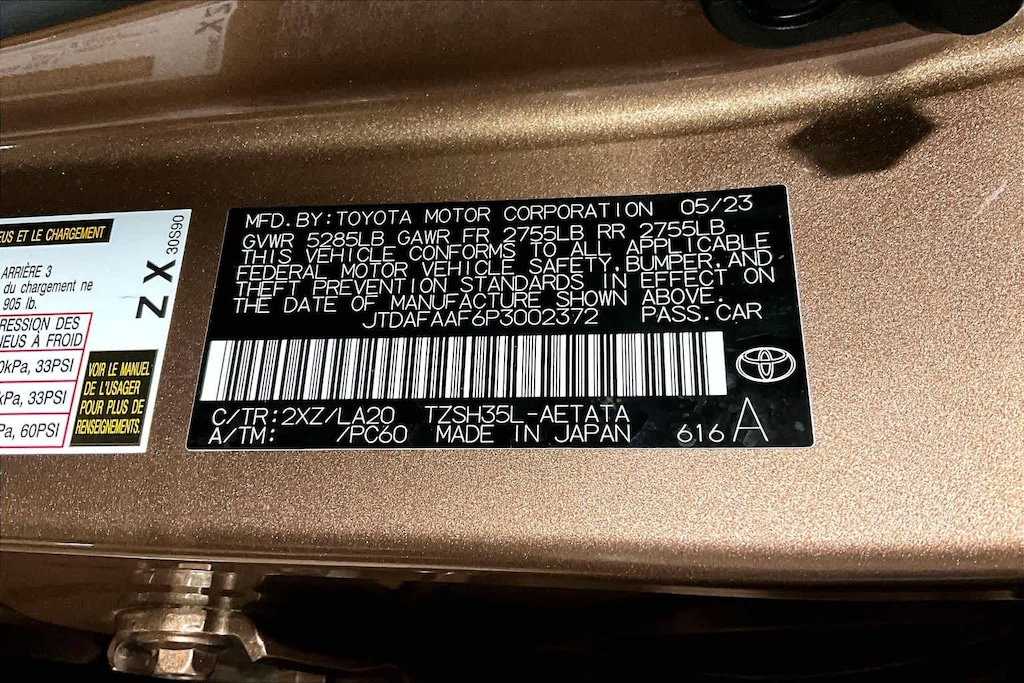 EUS ET LE CHARGEMENT
ARRIÈRE 3
du chargement ne
905 lb.
RESSION DES
NEUS À FROID
0kPa, 33PSI
kPa, 33PSI
Pa, 60PSI
VOIR LE MANUEL
DE L'USAGER
POUR PLUS DE
RENSEIGNEMENTS.
ZX
30S90
MFD. BY: TOYOTA MOTOR CORPORATION 05/23
GVWR 5285LB GAWR FR 2755LB RR 2755LB
THIS VEHICLE CONFORMS TO ALL APPLICABLE
FEDERAL MOTOR VEHICLE SAFETY, BUMPER, AND
THEFT PREVENTION STANDARDS IN EFFECT ON
THE DATE OF MANUFACTURE SHOWN ABOVE.
JTDAFAAF6P3002372 PASS. CAR
C/TR: 2XZ/LA20 TZSH35L-AETATA
A/TM: /PC60 MADE IN JAPAN 616 A